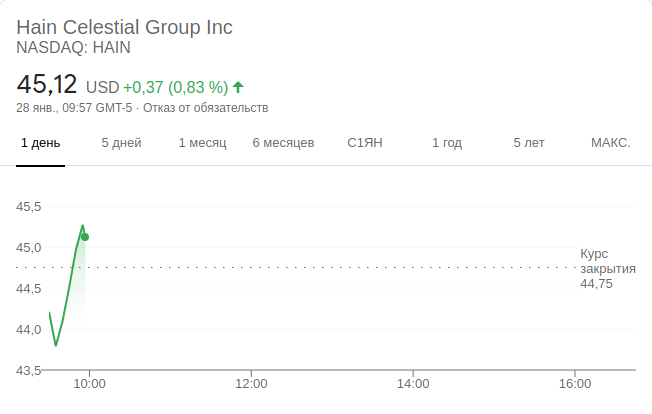 Hain Celestial Group Inc
NASDAQ: HAIN
45,12 USD +0,37 (0,83 %)
28 янв., 09:57 GMT-5 · Отказ от обязательств
1 день 5 дней 1 месяц 6 месяцев С1ЯН 1 год 5 лет МАКС.
45,5
45,0
Курс
закрытия
44,75
44,5
44,0
43,5
10:00 12:00 14:00 16:00